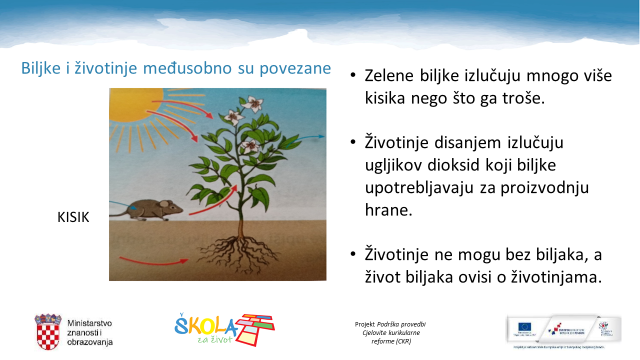 Biljke i životinje međusobno su povezane
KISIK
• Zelene biljke izlučuju mnogo više
kisika nego što ga troše.
• Životinje disanjem izlučuju
ugljikov dioksid koji biljke
upotrebljavaju za proizvodnju
hrane.
• Životinje ne mogu bez biljaka, a
život biljaka ovisi o životinjama.
Ministarstvo
znanosti i
obrazovanja
ŠKOLA
za život
Projekt Podrška provedbi
Cjelovite kurikularne
reforme (CKR)